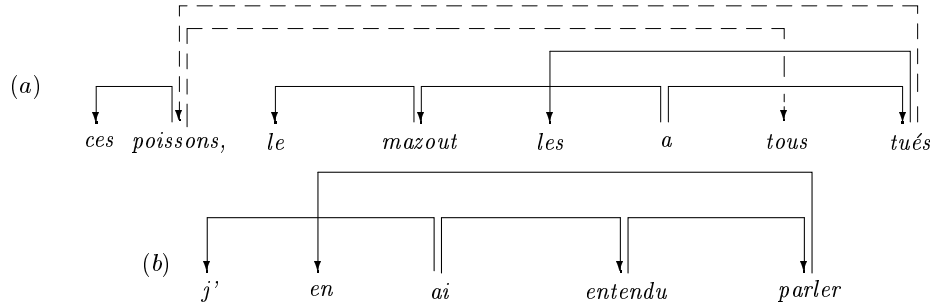 (a) ces poissons, le mazout les a tous tués
(b) j' en ai entendu parler